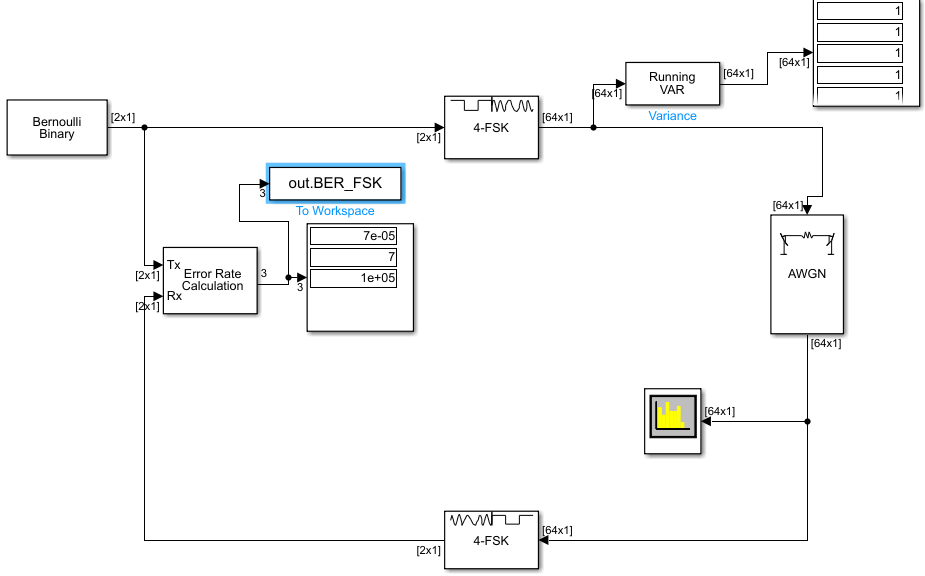 1
1
1
1
1
[64x1]
Running
VAR
[64x1]
[64x1]
Variance
Bernoulli
Binary
[2x1]
[2x1]
4-FSK
[64x1]
out.BER_FSK
3
To Workspace
[64x1]
AWGN
[64x1]
7e-05
7
1e+05
3
Tx
Rx
Error Rate
Calculation
3
[2x1]
[2x1]
[64x1]
4-FSK
[64x1]
[2x1]